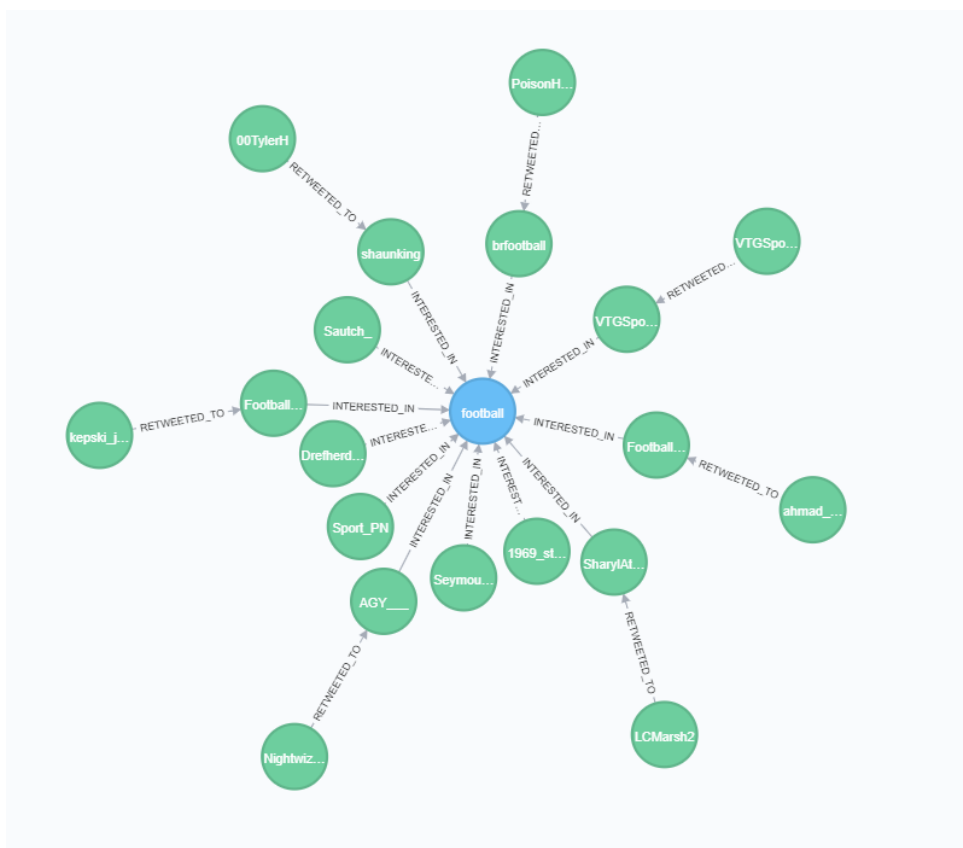 PoisonH...
00TylerH
RETWEETED...
RETWEETED_TO
VTGSpo...
shaunking
brfootball
RETWEETED...
INTERESTED_IN
INTERESTED_IN
VTGSpo...
Sautch_
INTERESTE...
INTERESTED_IN
kepski_j...
RETWEETED_TO
Football...
INTERESTED_IN
football
INTERESTED_IN
Football...
Drefherd...
INTERESTE...
RETWEETED_TO
ahmad_...
Sport_PN
INTERESTED_IN
INTERESTED_IN
INTERESTED_IN
INTEREST...
INTERESTED_IN
1969_st...
SharylAt...
Seymou...
AGY___
RETWEETED_TO
RETWEETED_TO
Nightwiz...
LCMarsh2